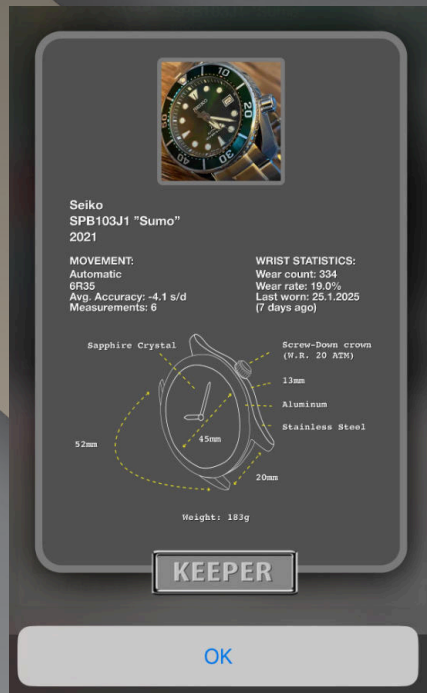 Seiko
SPB103J1 "Sumo"
2021
MOVEMENT:
Automatic
6R35
Avg. Accuracy: -4.1 s/d
Measurements: 6
WRIST STATISTICS:
Wear count: 334
Wear rate: 19.0%
Last worn: 25.1.2025
(7 days ago)
Sapphire Crystal
Screw-Down crown
(W.R. 20 ATM)
13mm
Aluminum
Stainless Steel
52mm
45mm
20mm
Weight: 183g
KEEPER
OK